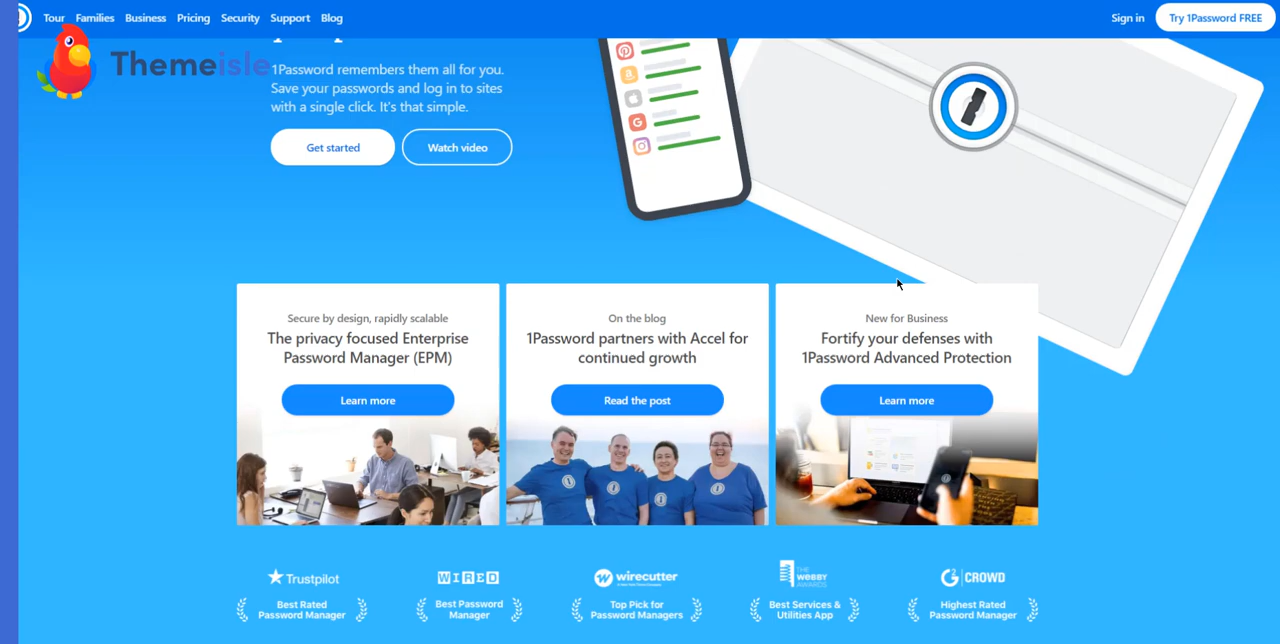 Tour Families Business Pricing Security Support Blog
Sign in Try 1Password FREE
Themeisle
1Password remembers them all for you.
Save your passwords and log in to sites
with a single click. It's that simple.
Get started Watch video
Secure by design, rapidly scalable
The privacy focused Enterprise
Password Manager (EPM)
Learn more
On the blog
1Password partners with Accel for
continued growth
Read the post
New for Business
Fortify your defenses with
1Password Advanced Protection
Learn more
Trustpilot
Best Rated
Password Manager
WIRED
Best Password
Manager
wirecutter
Top Pick for
Password Managers
THE
WEBBY
AWARDS
Best Services &
Utilities App
G2 CROWD
Highest Rated
Password Manager